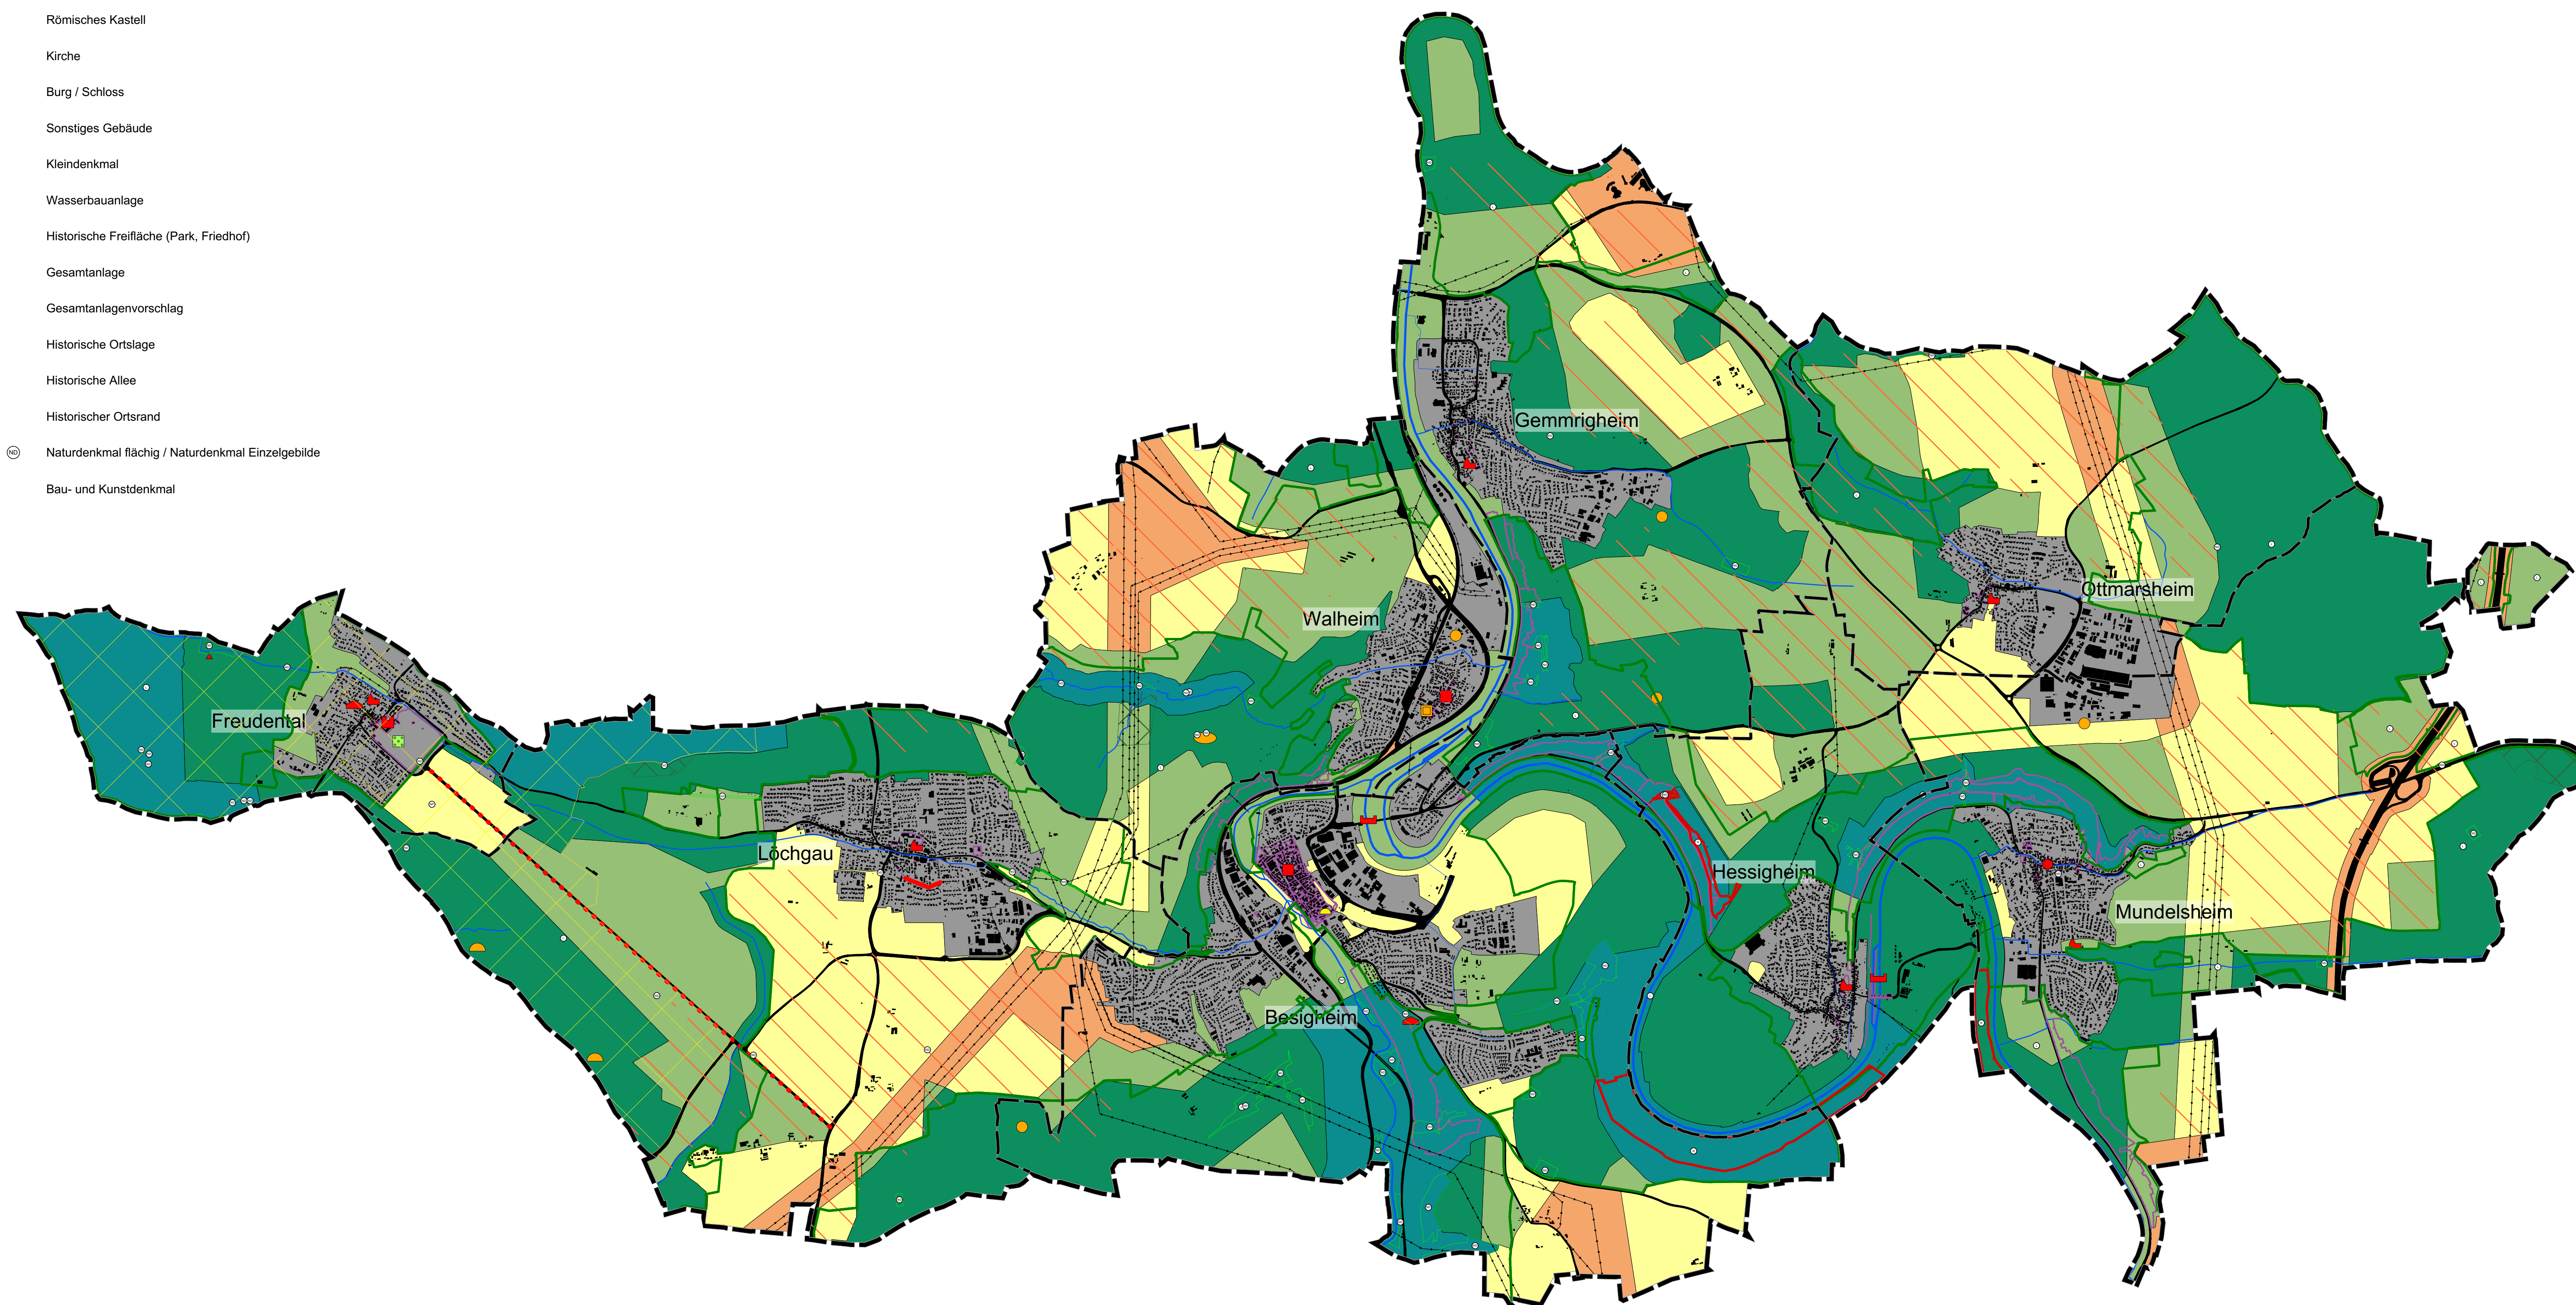 Römisches Kastell
Kirche
Burg / Schloss
Sonstiges Gebäude
Kleindenkmal
Wasserbauanlage
Historische Freifläche (Park, Friedhof)
Gesamtanlage
Gesamtanlagenvorschlag
Historische Ortslage
Historische Allee
Historischer Ortsrand
ND Naturdenkmal flächig / Naturdenkmal Einzelgebilde
Bau- und Kunstdenkmal
Gemmrigheim
Ottmarsheim
Walheim
Freudental
Löchgau
Hessigheim
Mundelsheim
Besigheim